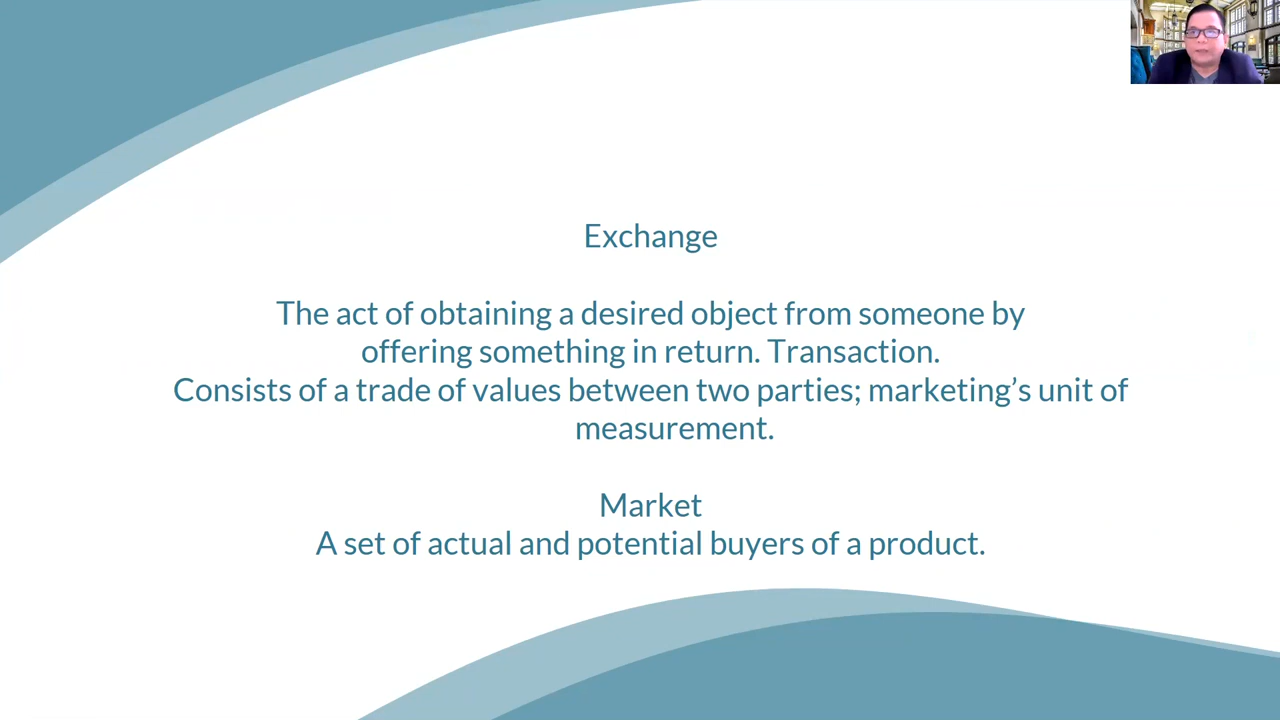 Exchange
The act of obtaining a desired object from someone by
offering something in return. Transaction.
Consists of a trade of values between two parties; marketing’s unit of
measurement.
Market
A set of actual and potential buyers of a product.